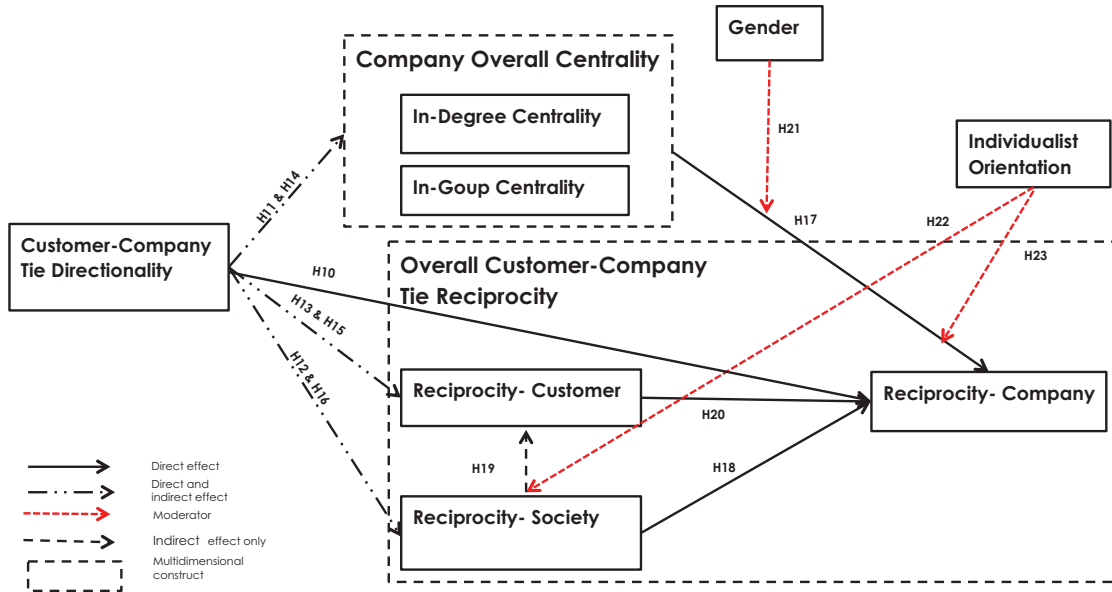 Gender
Company Overall Centrality
In-Degree Centrality
In-Goup Centrality
H21
Individualist
Orientation
H11 & H14
H17
H22
H23
Customer-Company
Tie Directionality
H10
Overall Customer-Company
Tie Reciprocity
H13 & H15
H12 & H16
Reciprocity- Customer
H20
Reciprocity- Company
H19
H18
Reciprocity- Society
Direct effect
Direct and
indirect effect
Moderator
Indirect effect only
Multidimensional
construct